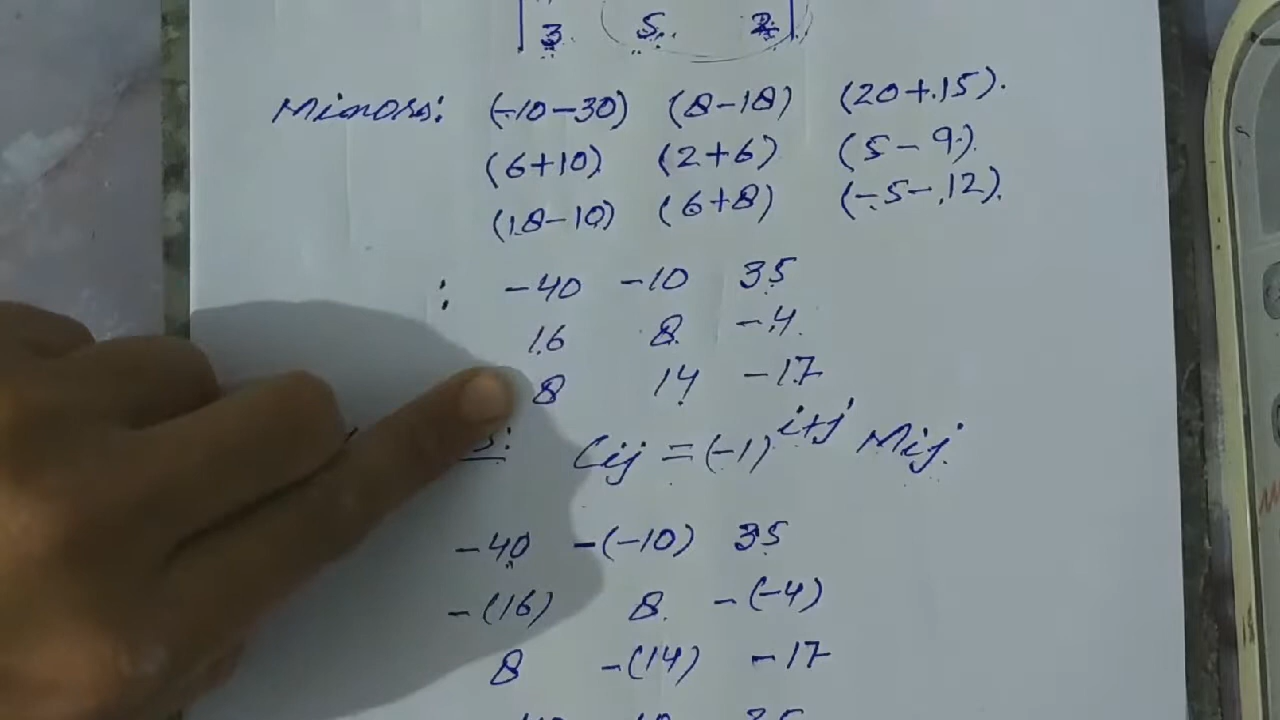 3 5 2
Minors: (-10-30) (8-18) (20+15).
(6+10) (2+6) (5-9).
(18-10) (6+8) (-5-12).
: -40 -10 35
16 8 -4
8 14 -17
s: Cij = (-1)^i+j Mij.
-40 -(-10) 35
-(16) 8 -(-4)
8 -(14) -17